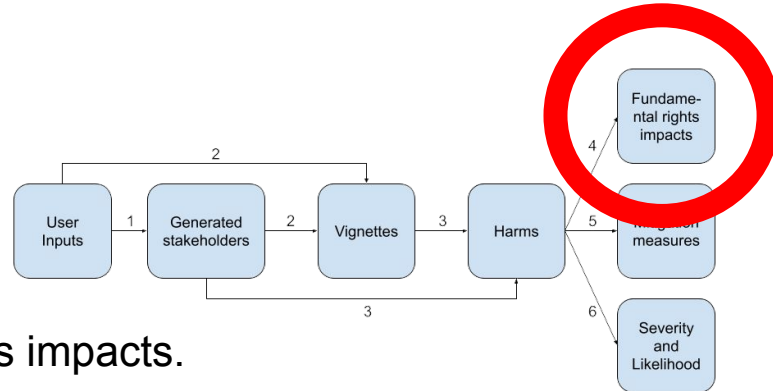 Fundame-
ntal rights
impacts
4
2
User
Inputs
1
Generated
stakeholders
2
Vignettes
3
Harms
5
measures
3
6
Severity
and
Likelihood
s impacts.